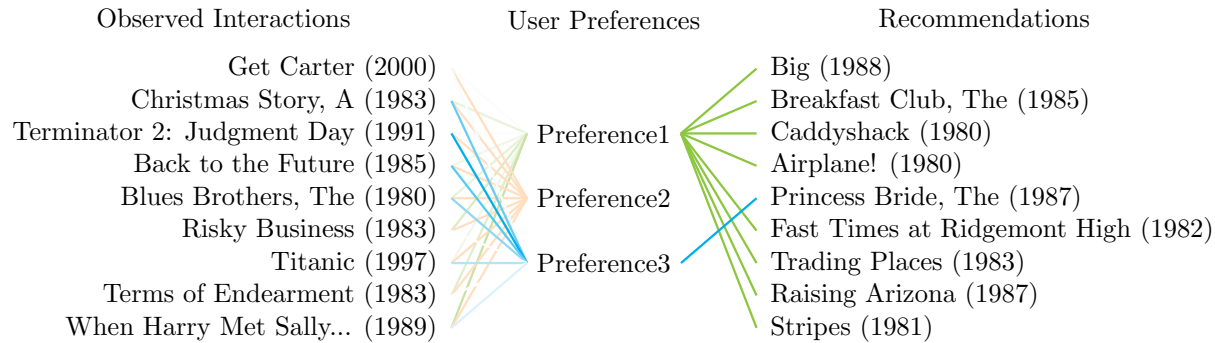 Observed Interactions
User Preferences
Recommendations
Get Carter (2000)
Christmas Story, A (1983)
Terminator 2: Judgment Day (1991)
Back to the Future (1985)
Blues Brothers, The (1980)
Risky Business (1983)
Titanic (1997)
Terms of Endearment (1983)
When Harry Met Sally... (1989)
Preference1
Preference2
Preference3
Big (1988)
Breakfast Club, The (1985)
Caddyshack (1980)
Airplane! (1980)
Princess Bride, The (1987)
Fast Times at Ridgemont High (1982)
Trading Places (1983)
Raising Arizona (1987)
Stripes (1981)